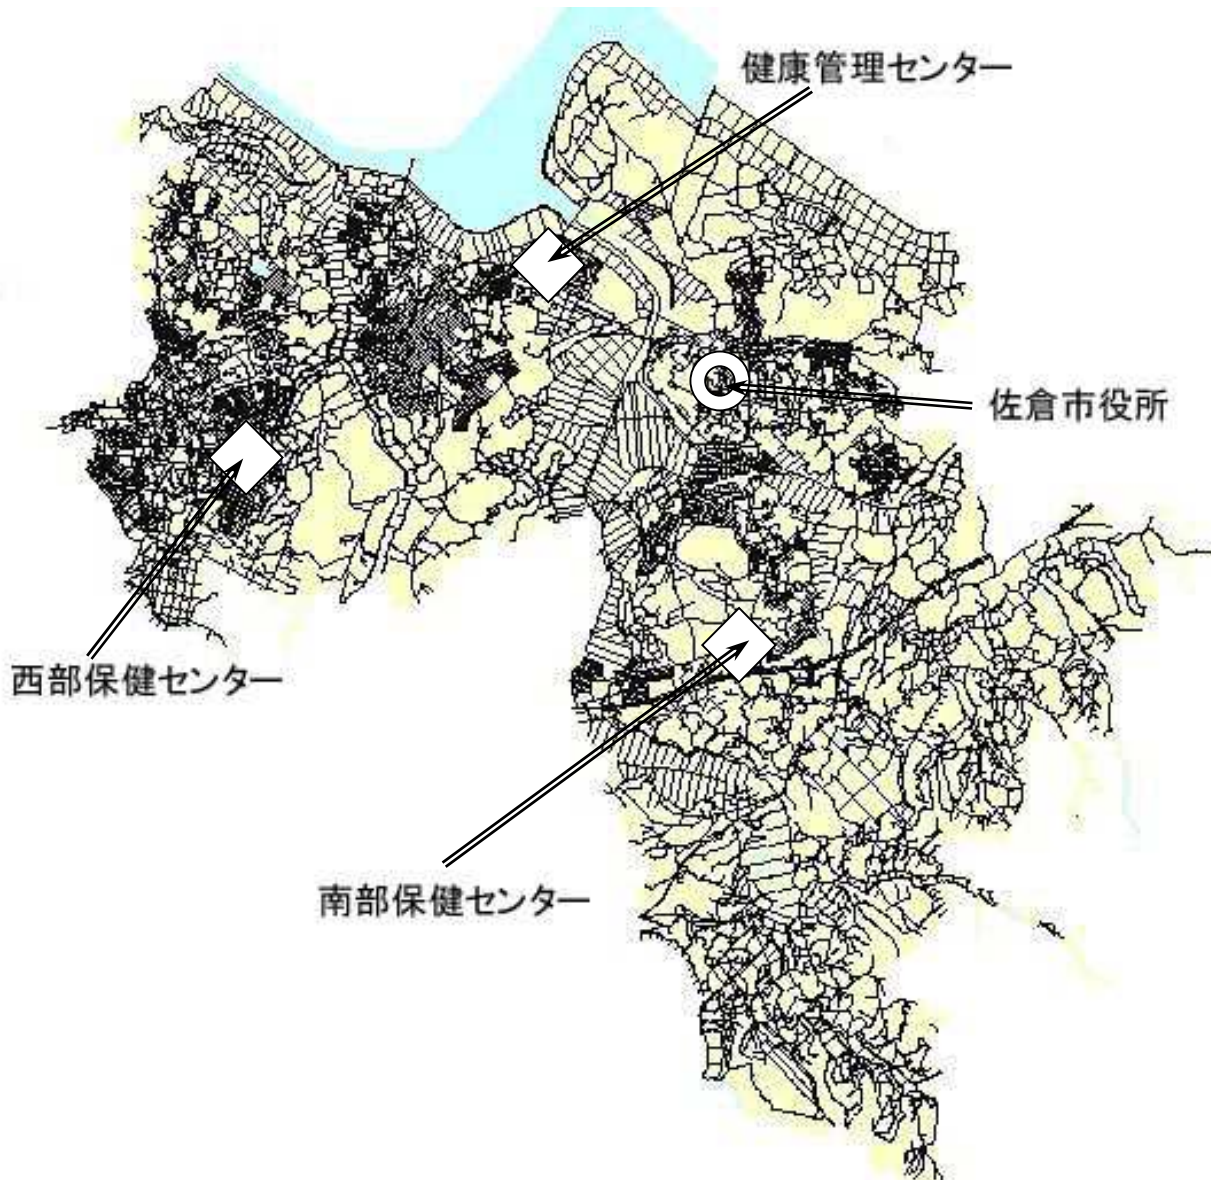 健康管理センター
佐倉市役所
西部保健センター
南部保健センター